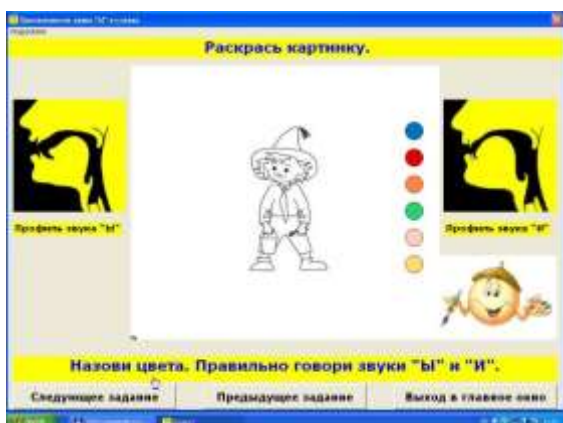 Раскрась картинку.
Профиль звука "Ы"
Профиль звука "И"
Назови цвета. Правильно говори звуки "Ы" и "И".
Следующее задание
Предыдущее задание
Выход в главное окно